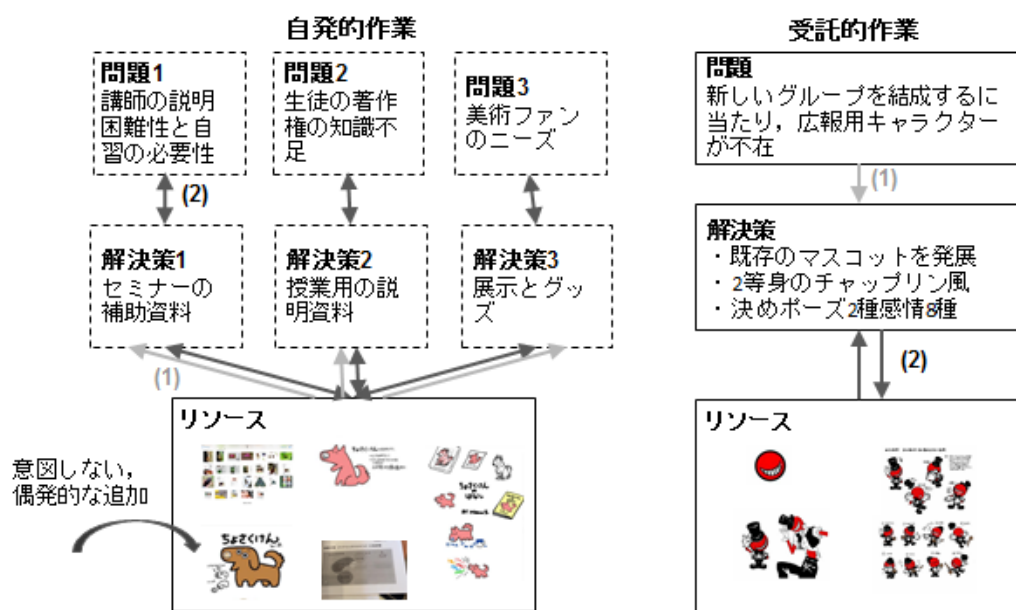 自発的作業
問題1
講師の説明
困難性と自
習の必要性
問題2
生徒の著作
権の知識不
足
問題3
美術ファン
のニーズ
(2)
解決策1
セミナーの
補助資料
解決策2
授業用の説
明資料
解決策3
展示とグッ
ズ
(1)
リソース
ちょさくけん
意図しない，
偶発的な追加
受託的作業
問題
新しいグループを結成するに
当たり，広報用キャラクター
が不在
(1)
解決策
・既存のマスコットを発展
・2等身のチャップリン風
・決めポーズ2種感情8種
(2)
リソース